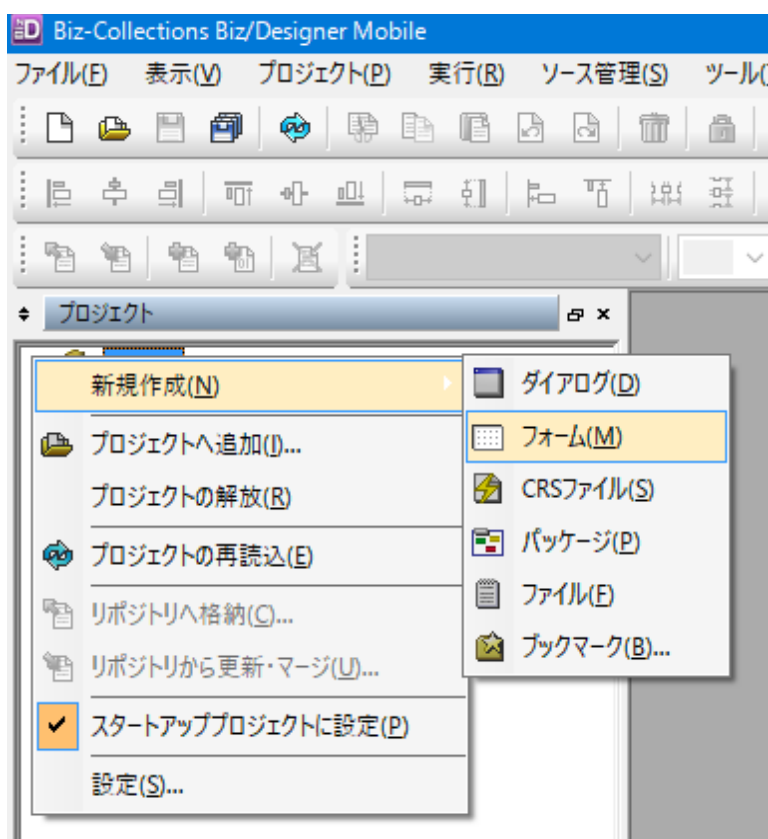 Biz-Collections Biz/Designer Mobile
ファイル(F) 表示(V) プロジェクト(P) 実行(R) ソース管理(S) ツール(
プロジェクト
新規作成(N)
プロジェクトへ追加(I)...
プロジェクトの解放(R)
プロジェクトの再読込(E)
リポジトリへ格納(C)...
リポジトリから更新・マージ(U)...
スタートアッププロジェクトに設定(P)
設定(S)...
ダイアログ(D)
フォーム(M)
CRSファイル(S)
パッケージ(P)
ファイル(F)
ブックマーク(B)...